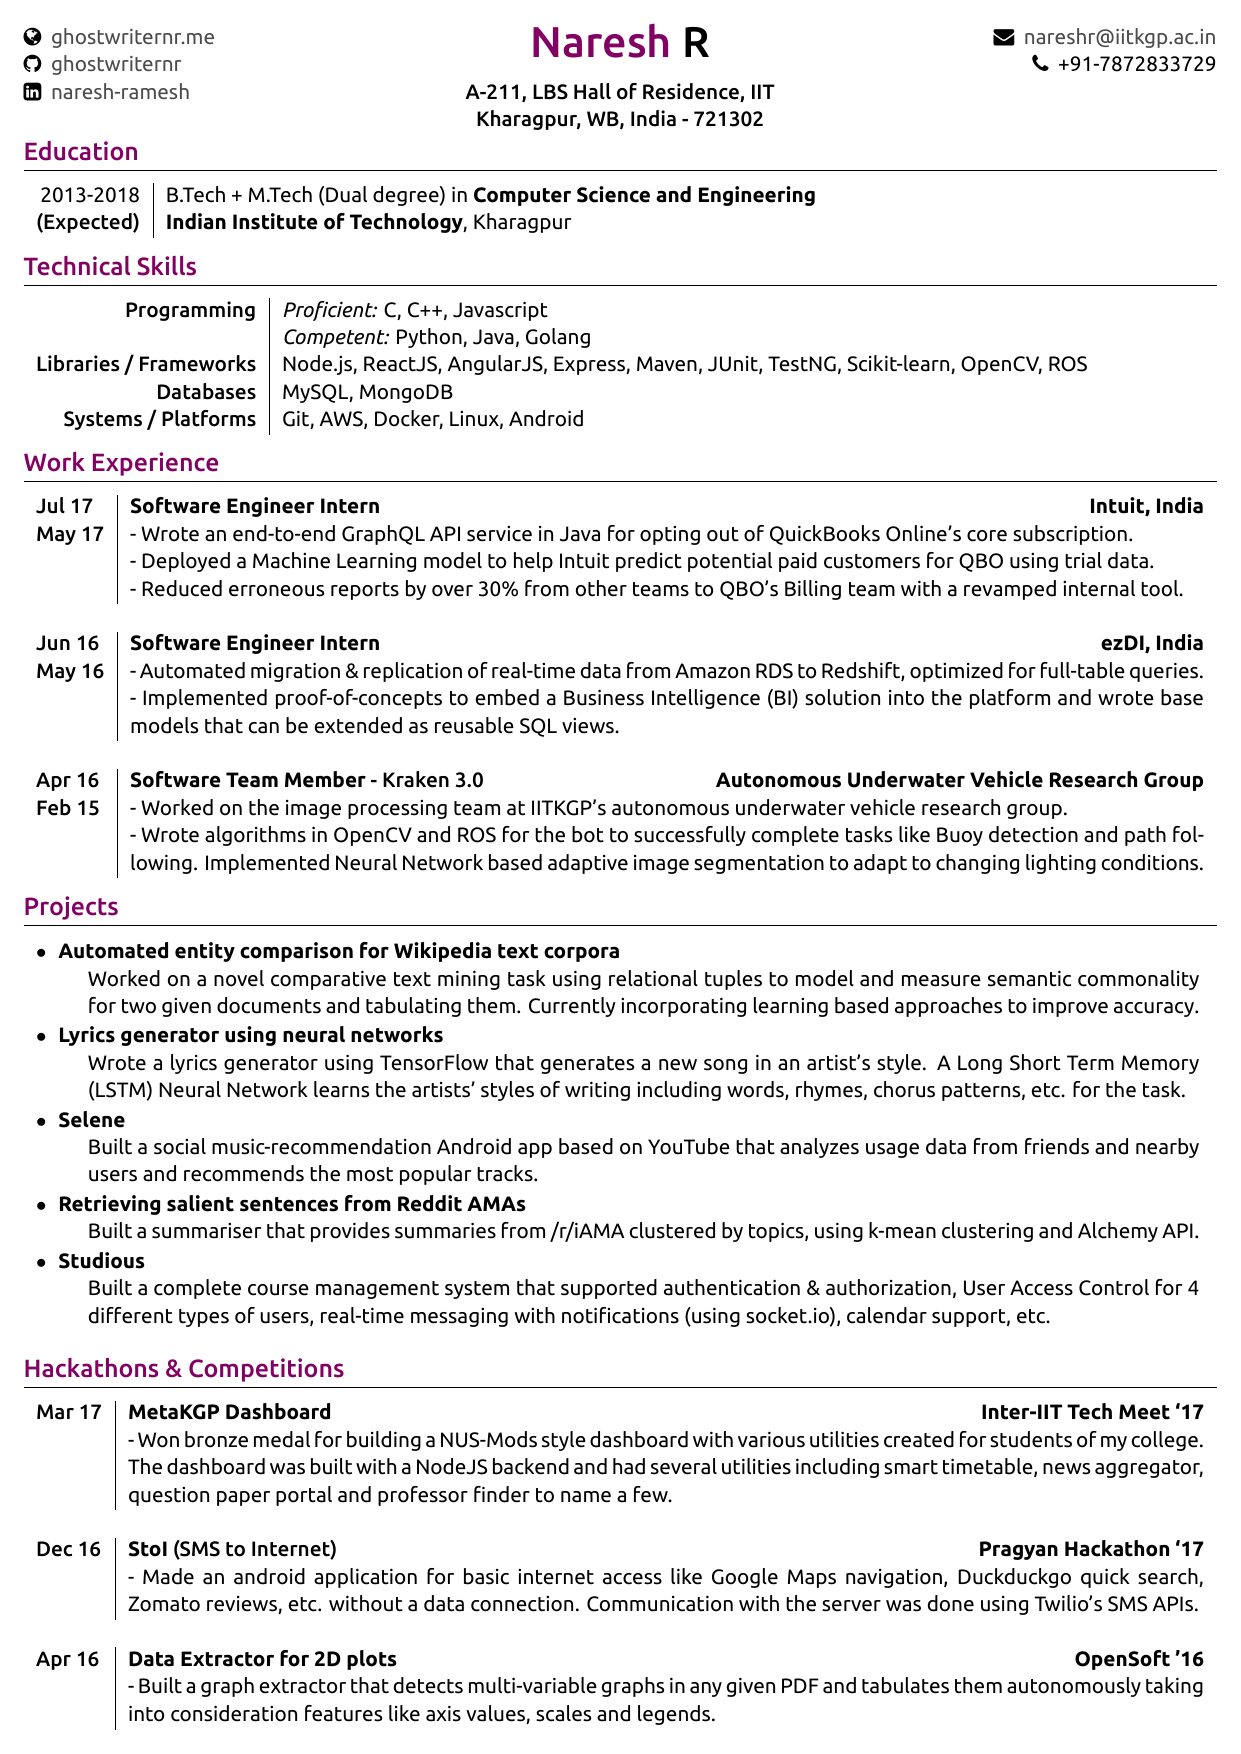 ghostwriternr.me
ghostwriternr
naresh-ramesh
Naresh R
A-211, LBS Hall of Residence, IIT
Kharagpur, WB, India - 721302
nareshr@iitkgp.ac.in
+91-7872833729
Education
2013-2018 B.Tech + M.Tech (Dual degree) in Computer Science and Engineering
(Expected) Indian Institute of Technology, Kharagpur
Technical Skills
Programming Proficient: C, C++, Javascript
Competent: Python, Java, Golang
Libraries / Frameworks Node.js, ReactJS, AngularJS, Express, Maven, JUnit, TestNG, Scikit-learn, OpenCV, ROS
Databases MySQL, MongoDB
Systems / Platforms Git, AWS, Docker, Linux, Android
Work Experience
Jul 17 Software Engineer Intern Intuit, India
May 17 - Wrote an end-to-end GraphQL API service in Java for opting out of QuickBooks Online’s core subscription.
- Deployed a Machine Learning model to help Intuit predict potential paid customers for QBO using trial data.
- Reduced erroneous reports by over 30% from other teams to QBO’s Billing team with a revamped internal tool.
Jun 16 Software Engineer Intern ezDI, India
May 16 - Automated migration & replication of real-time data from Amazon RDS to Redshift, optimized for full-table queries.
- Implemented proof-of-concepts to embed a Business Intelligence (BI) solution into the platform and wrote base
models that can be extended as reusable SQL views.
Apr 16 Software Team Member - Kraken 3.0 Autonomous Underwater Vehicle Research Group
Feb 15 - Worked on the image processing team at IITKGP’s autonomous underwater vehicle research group.
- Wrote algorithms in OpenCV and ROS for the bot to successfully complete tasks like Buoy detection and path fol-
lowing. Implemented Neural Network based adaptive image segmentation to adapt to changing lighting conditions.
Projects
• Automated entity comparison for Wikipedia text corpora
Worked on a novel comparative text mining task using relational tuples to model and measure semantic commonality
for two given documents and tabulating them. Currently incorporating learning based approaches to improve accuracy.
• Lyrics generator using neural networks
Wrote a lyrics generator using TensorFlow that generates a new song in an artist’s style. A Long Short Term Memory
(LSTM) Neural Network learns the artists’ styles of writing including words, rhymes, chorus patterns, etc. for the task.
• Selene
Built a social music-recommendation Android app based on YouTube that analyzes usage data from friends and nearby
users and recommends the most popular tracks.
• Retrieving salient sentences from Reddit AMAs
Built a summariser that provides summaries from /r/iAMA clustered by topics, using k-mean clustering and Alchemy API.
• Studious
Built a complete course management system that supported authentication & authorization, User Access Control for 4
different types of users, real-time messaging with notifications (using socket.io), calendar support, etc.
Hackathons & Competitions
Mar 17 MetaKGP Dashboard Inter-IIT Tech Meet ‘17
- Won bronze medal for building a NUS-Mods style dashboard with various utilities created for students of my college.
The dashboard was built with a NodeJS backend and had several utilities including smart timetable, news aggregator,
question paper portal and professor finder to name a few.
Dec 16 StoI (SMS to Internet) Pragyan Hackathon ‘17
- Made an android application for basic internet access like Google Maps navigation, Duckduckgo quick search,
Zomato reviews, etc. without a data connection. Communication with the server was done using Twilio’s SMS APIs.
Apr 16 Data Extractor for 2D plots OpenSoft ’16
- Built a graph extractor that detects multi-variable graphs in any given PDF and tabulates them autonomously taking
into consideration features like axis values, scales and legends.